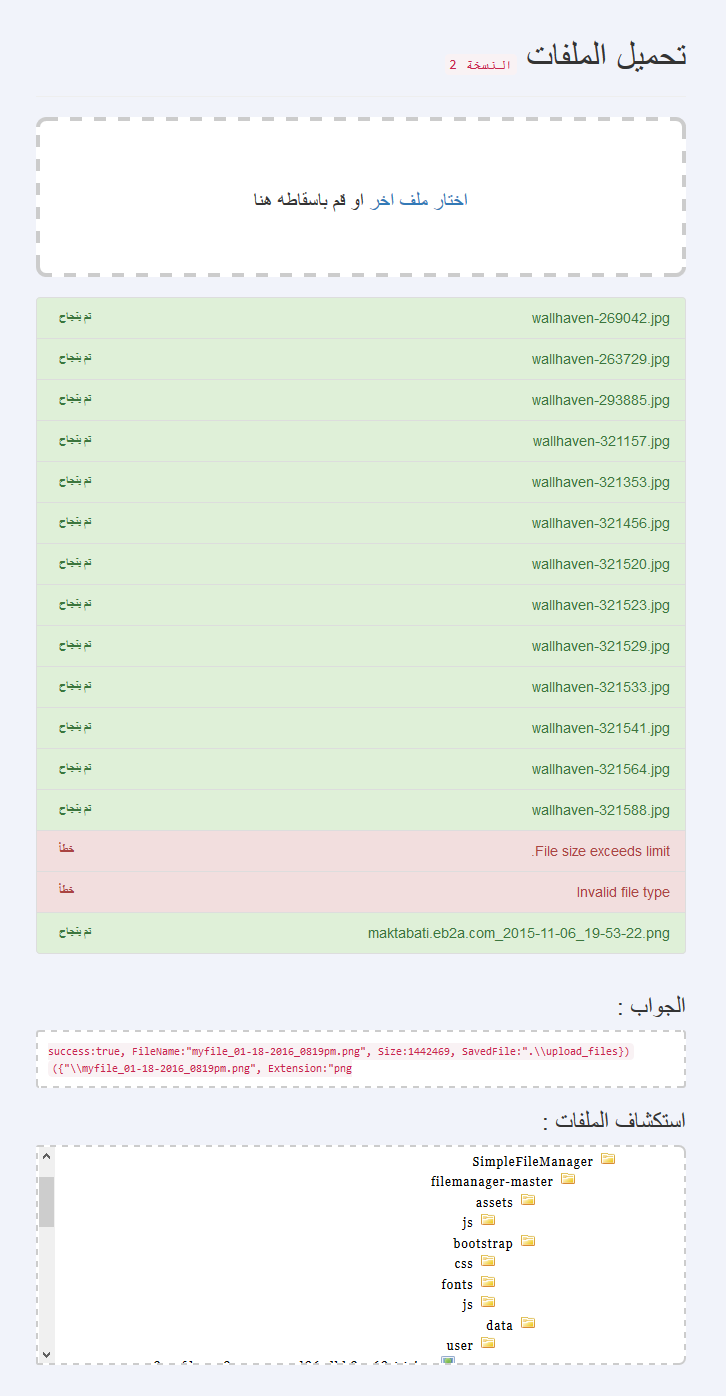 تحميل الملفات النسخة 2
اختار ملف اخر او قم باسقاطه هنا
wallhaven-269042.jpg تم بنجاح
wallhaven-263729.jpg تم بنجاح
wallhaven-293885.jpg تم بنجاح
wallhaven-321157.jpg تم بنجاح
wallhaven-321353.jpg تم بنجاح
wallhaven-321456.jpg تم بنجاح
wallhaven-321520.jpg تم بنجاح
wallhaven-321523.jpg تم بنجاح
wallhaven-321529.jpg تم بنجاح
wallhaven-321533.jpg تم بنجاح
wallhaven-321541.jpg تم بنجاح
wallhaven-321564.jpg تم بنجاح
wallhaven-321588.jpg تم بنجاح
.File size exceeds limit خطأ
Invalid file type خطأ
maktabati.eb2a.com_2015-11-06_19-53-22.png تم بنجاح
الجواب :
success:true, FileName:"myfile_01-18-2016_0819pm.png", Size:1442469, SavedFile:".\\upload_files})
({"\\myfile_01-18-2016_0819pm.png", Extension:"png
استكشاف الملفات :
SimpleFileManager
filemanager-master
assets
js
bootstrap
css
fonts
js
data
user